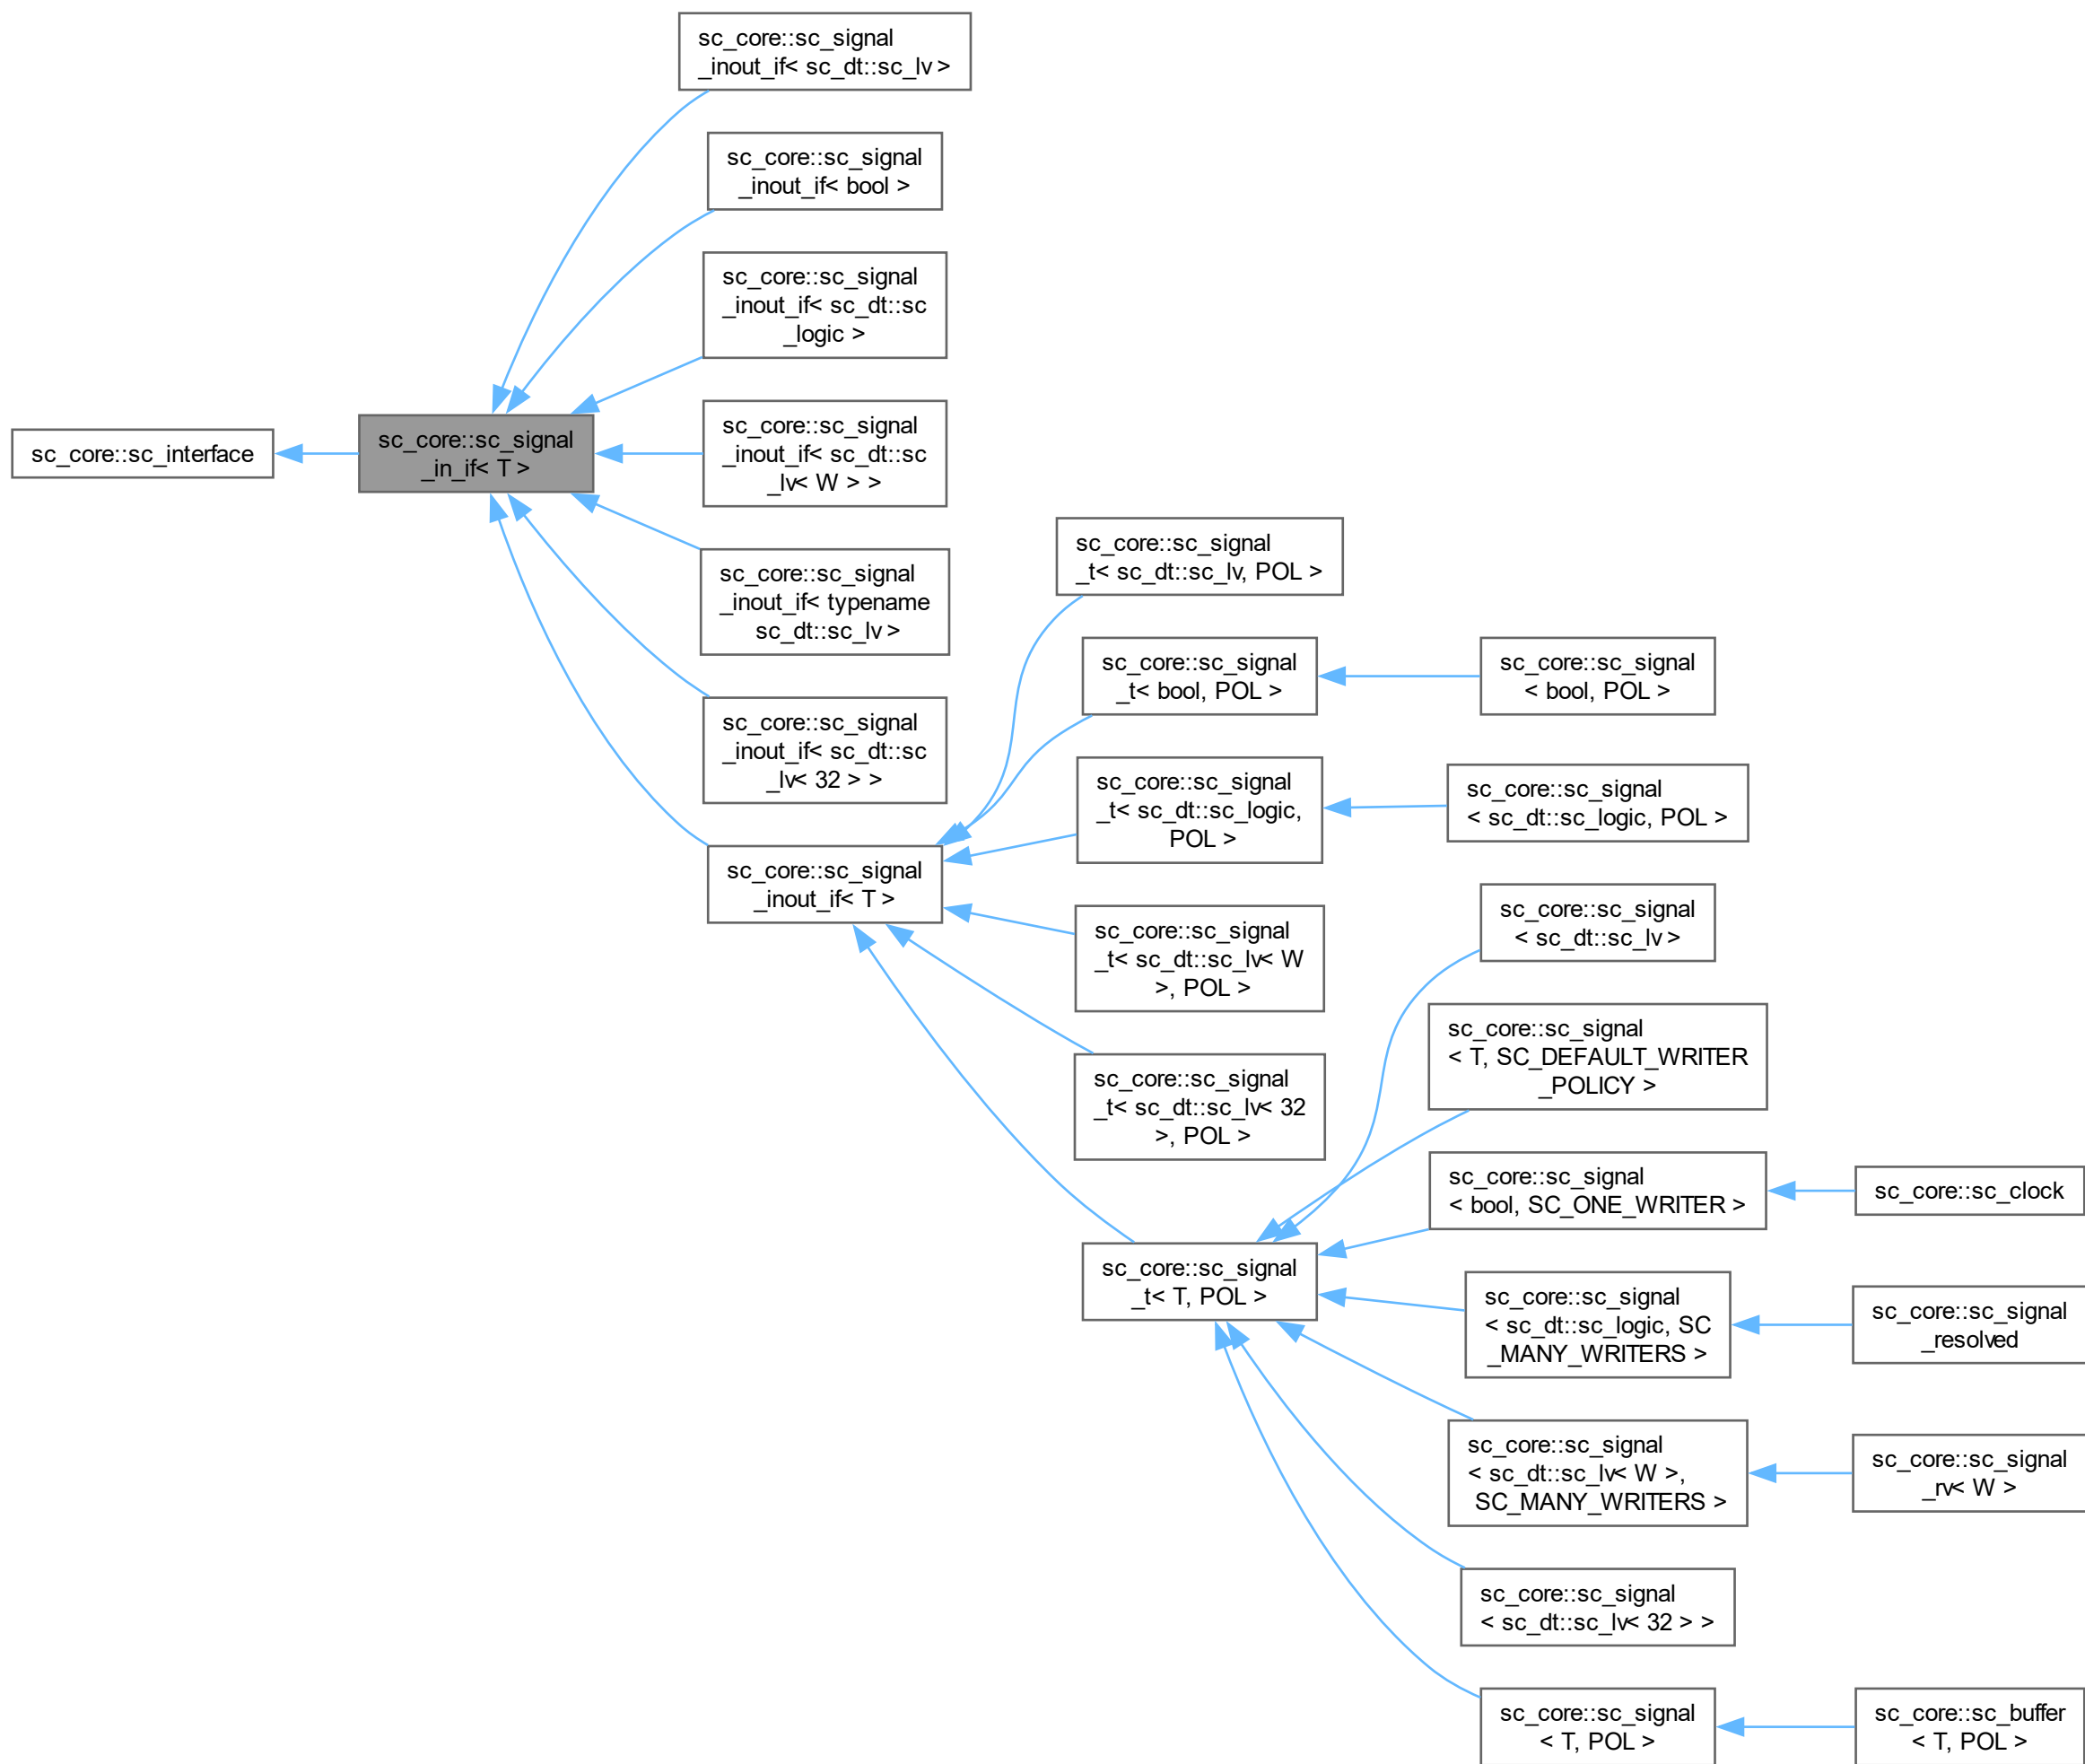 sc_core::sc_interface
sc_core::sc_signal
_in_if< T >
sc_core::sc_signal
_inout_if< sc_dt::sc_lv >
sc_core::sc_signal
_inout_if< bool >
sc_core::sc_signal
_inout_if< sc_dt::sc
_logic >
sc_core::sc_signal
_inout_if< sc_dt::sc
_lv< W > >
sc_core::sc_signal
_inout_if< typename
sc_dt::sc_lv >
sc_core::sc_signal
_inout_if< sc_dt::sc
_lv< 32 > >
sc_core::sc_signal
_inout_if< T >
sc_core::sc_signal
_t< sc_dt::sc_lv, POL >
sc_core::sc_signal
_t< bool, POL >
sc_core::sc_signal
_t< sc_dt::sc_logic,
POL >
sc_core::sc_signal
_t< sc_dt::sc_lv< W
>, POL >
sc_core::sc_signal
_t< sc_dt::sc_lv< 32
>, POL >
sc_core::sc_signal
_t< T, POL >
sc_core::sc_signal
< bool, POL >
sc_core::sc_signal
< sc_dt::sc_logic, POL >
sc_core::sc_signal
< sc_dt::sc_lv >
sc_core::sc_signal
< T, SC_DEFAULT_WRITER
_POLICY >
sc_core::sc_signal
< bool, SC_ONE_WRITER >
sc_core::sc_signal
< sc_dt::sc_logic, SC
_MANY_WRITERS >
sc_core::sc_signal
< sc_dt::sc_lv< W >,
SC_MANY_WRITERS >
sc_core::sc_signal
< sc_dt::sc_lv< 32 > >
sc_core::sc_signal
< T, POL >
sc_core::sc_clock
sc_core::sc_signal
_resolved
sc_core::sc_signal
_rv< W >
sc_core::sc_buffer
< T, POL >